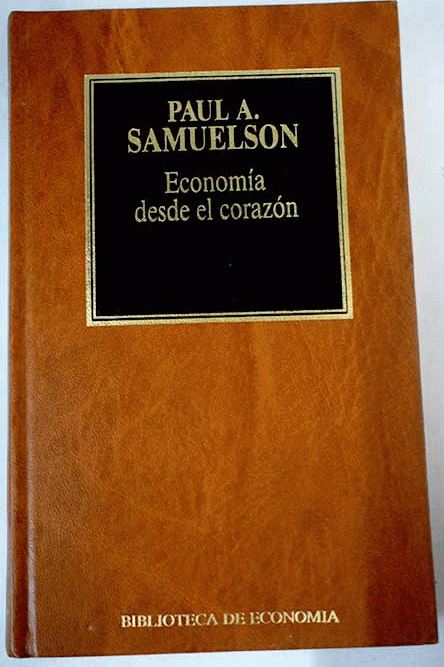 PAUL A.
SAMUELSON
Economía
desde el corazón
BIBLIOTECA DE ECONOMIA